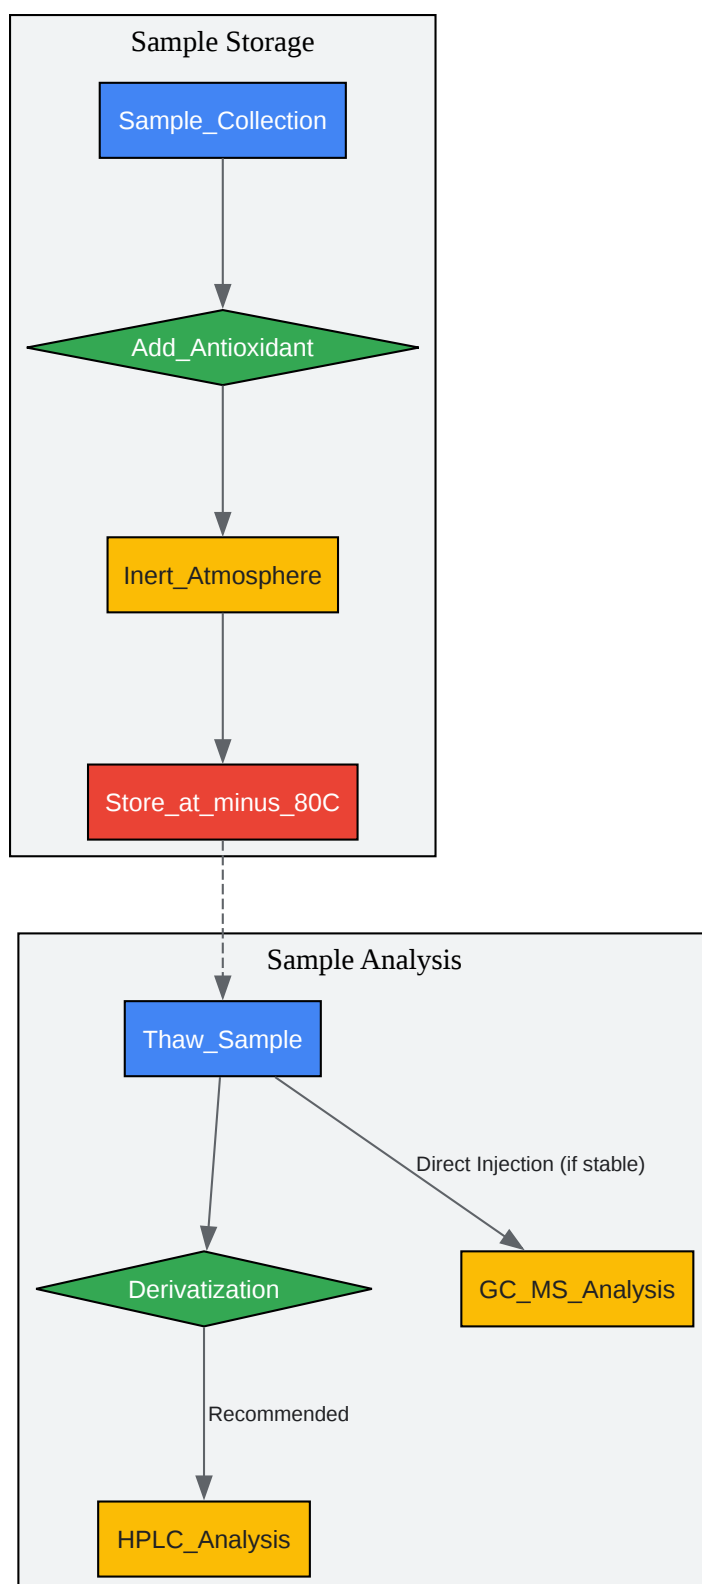 Sample Storage
Sample_Collection
Add_Antioxidant
Inert_Atmosphere
Store_at_minus_80C
Sample Analysis
Thaw_Sample
Direct Injection (if stable)
Derivatization
GC_MS_Analysis
Recommended
HPLC_Analysis